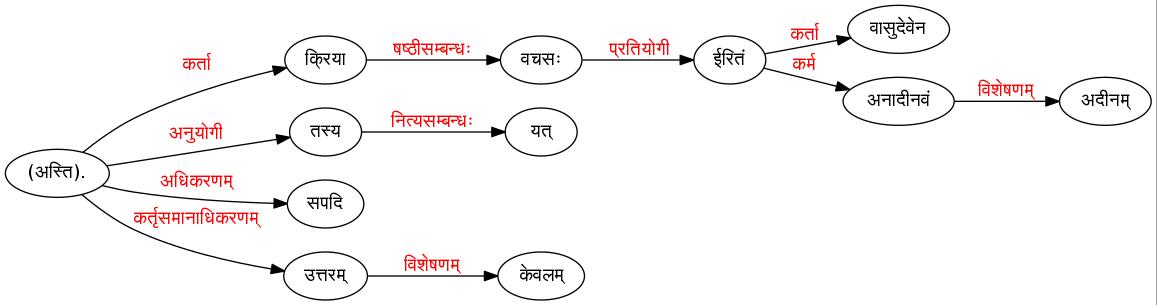 कर्ता
वासुदेवेन
कर्ता
क्रिया
षष्ठीसम्बन्धः
वचसः
प्रतियोगी
ईरितं
कर्म
अनादीनवं
विशेषणम्
अदीनम्
अनुयोगी
तस्य
नित्यसम्बन्धः
यत्
(अस्ति).
अधिकरणम्
सपदि
कर्तृसमानाधिकरणम्
उत्तरम्
विशेषणम्
केवलम्